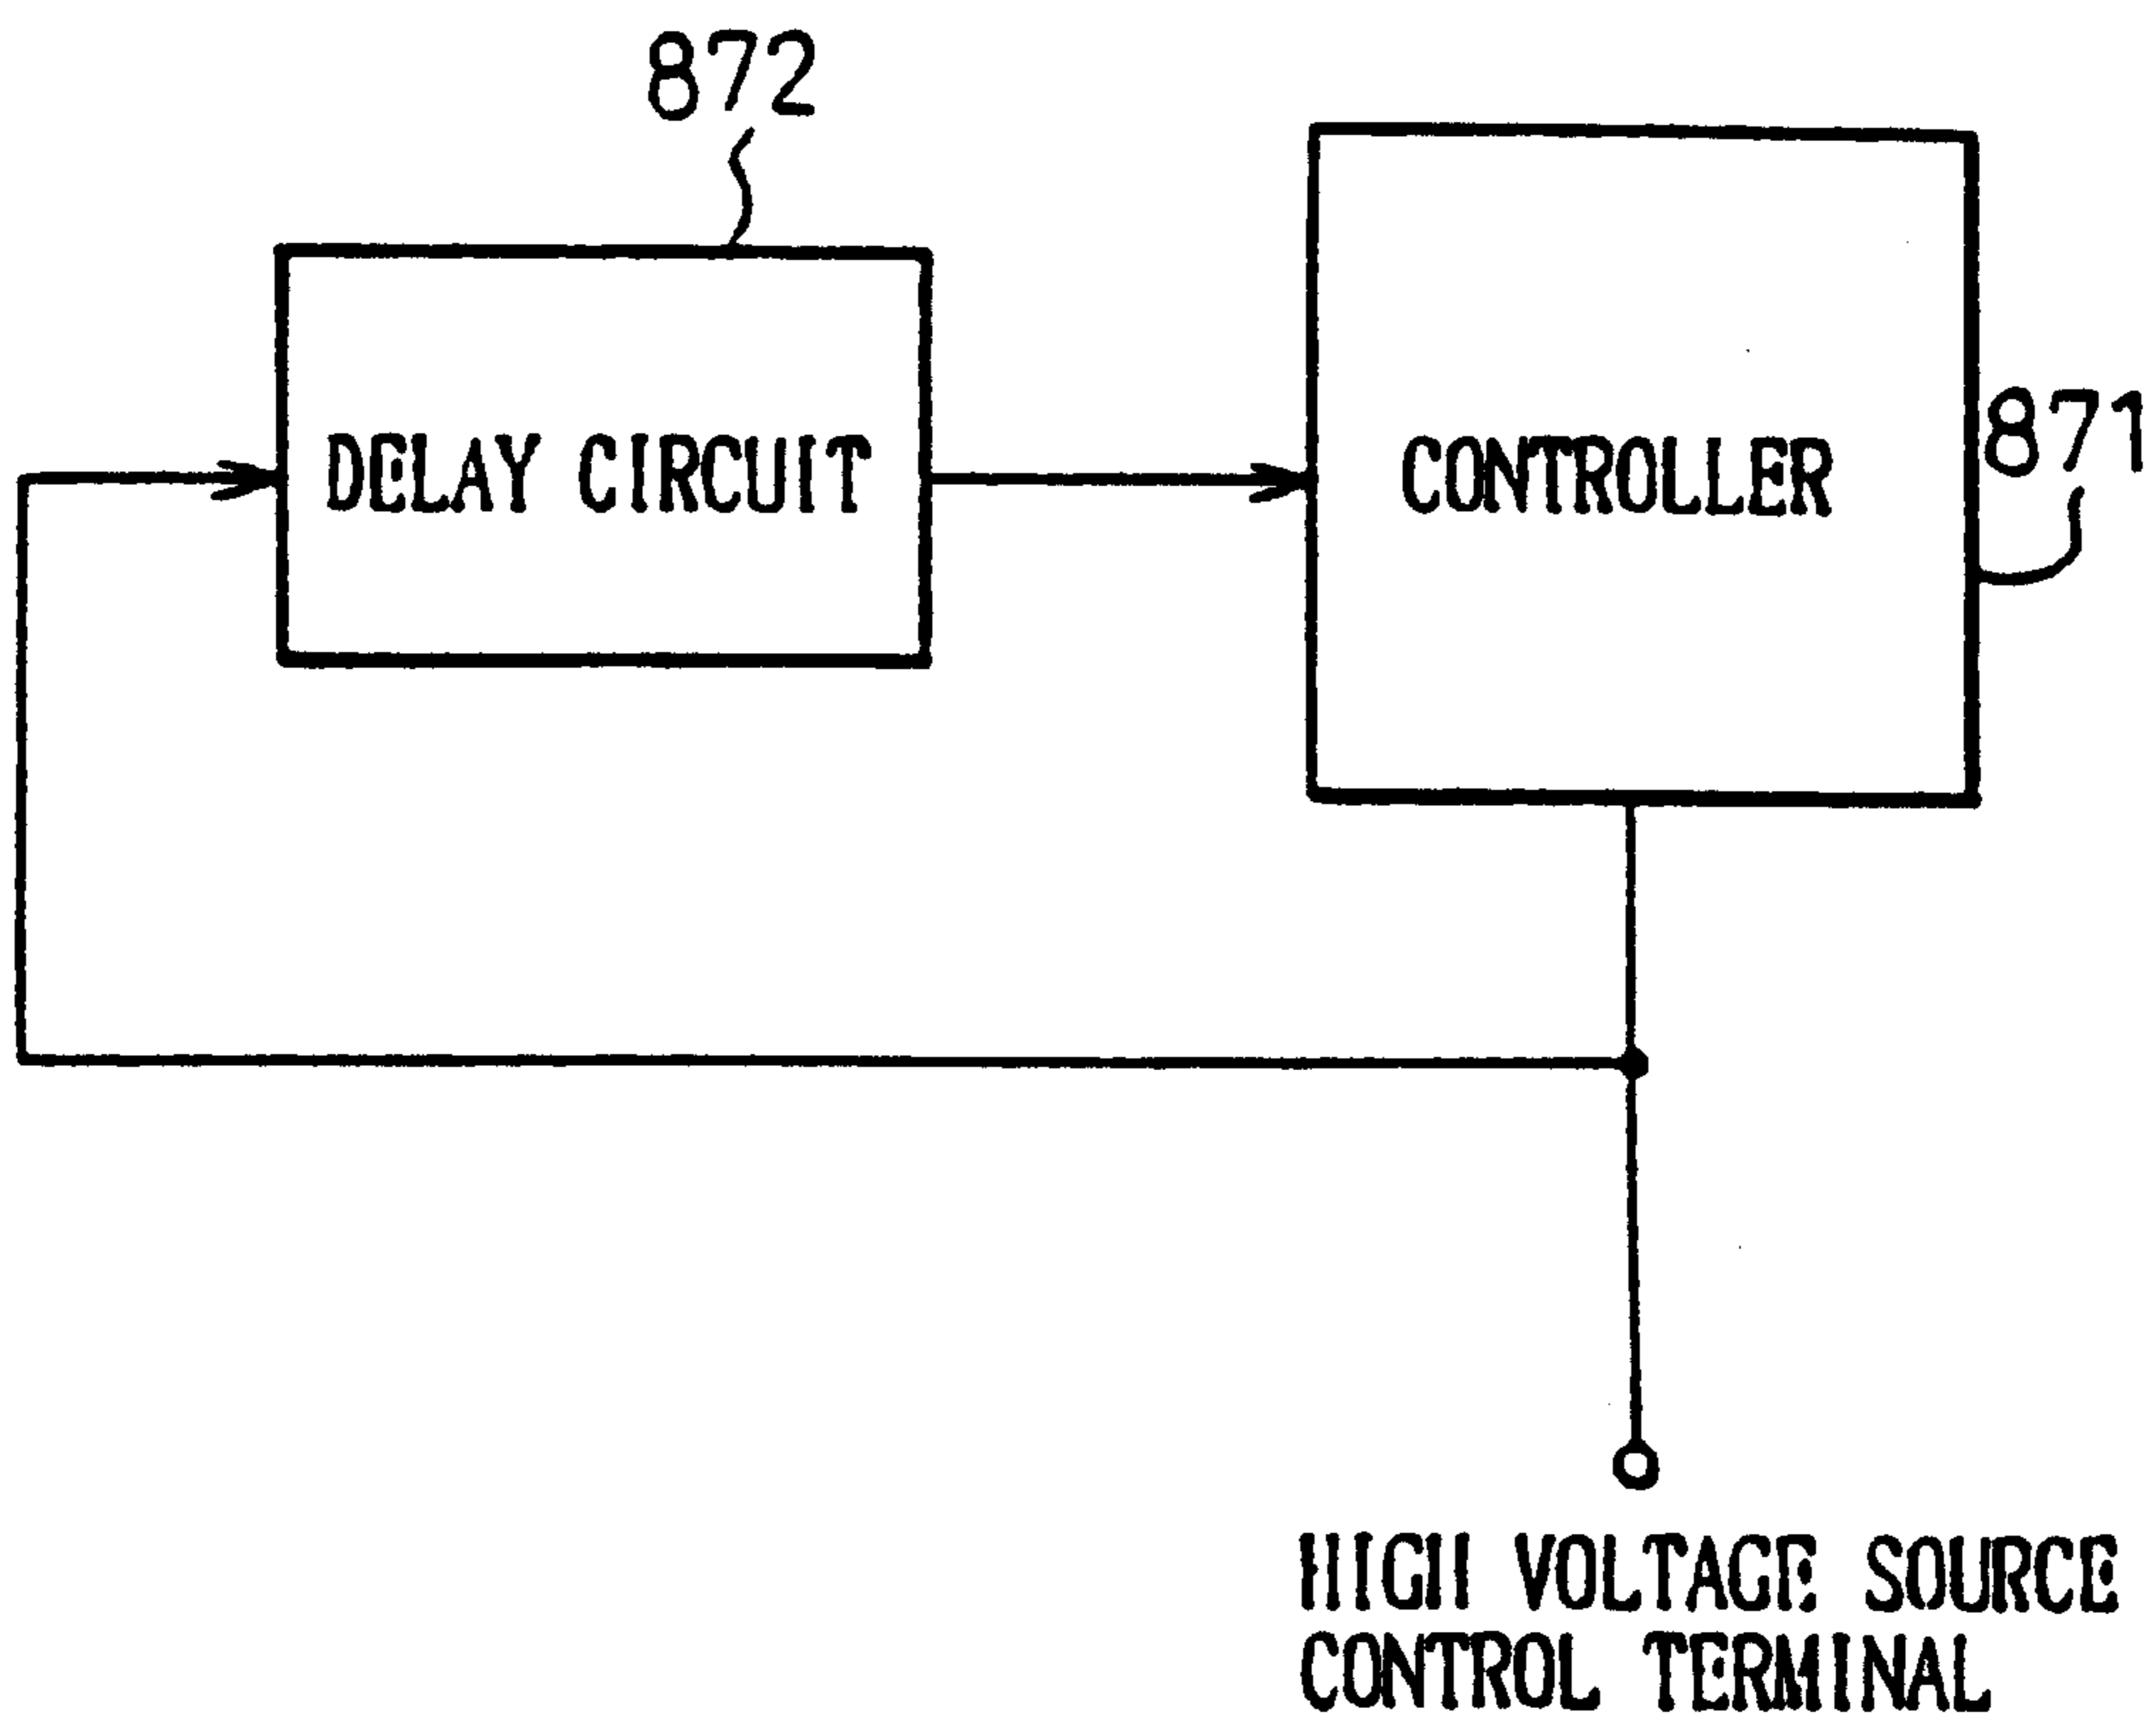 872
DELAY CIRCUIT
CONTROLLER
871
HIGH VOLTAGE SOURCE
CONTROL TERMINAL